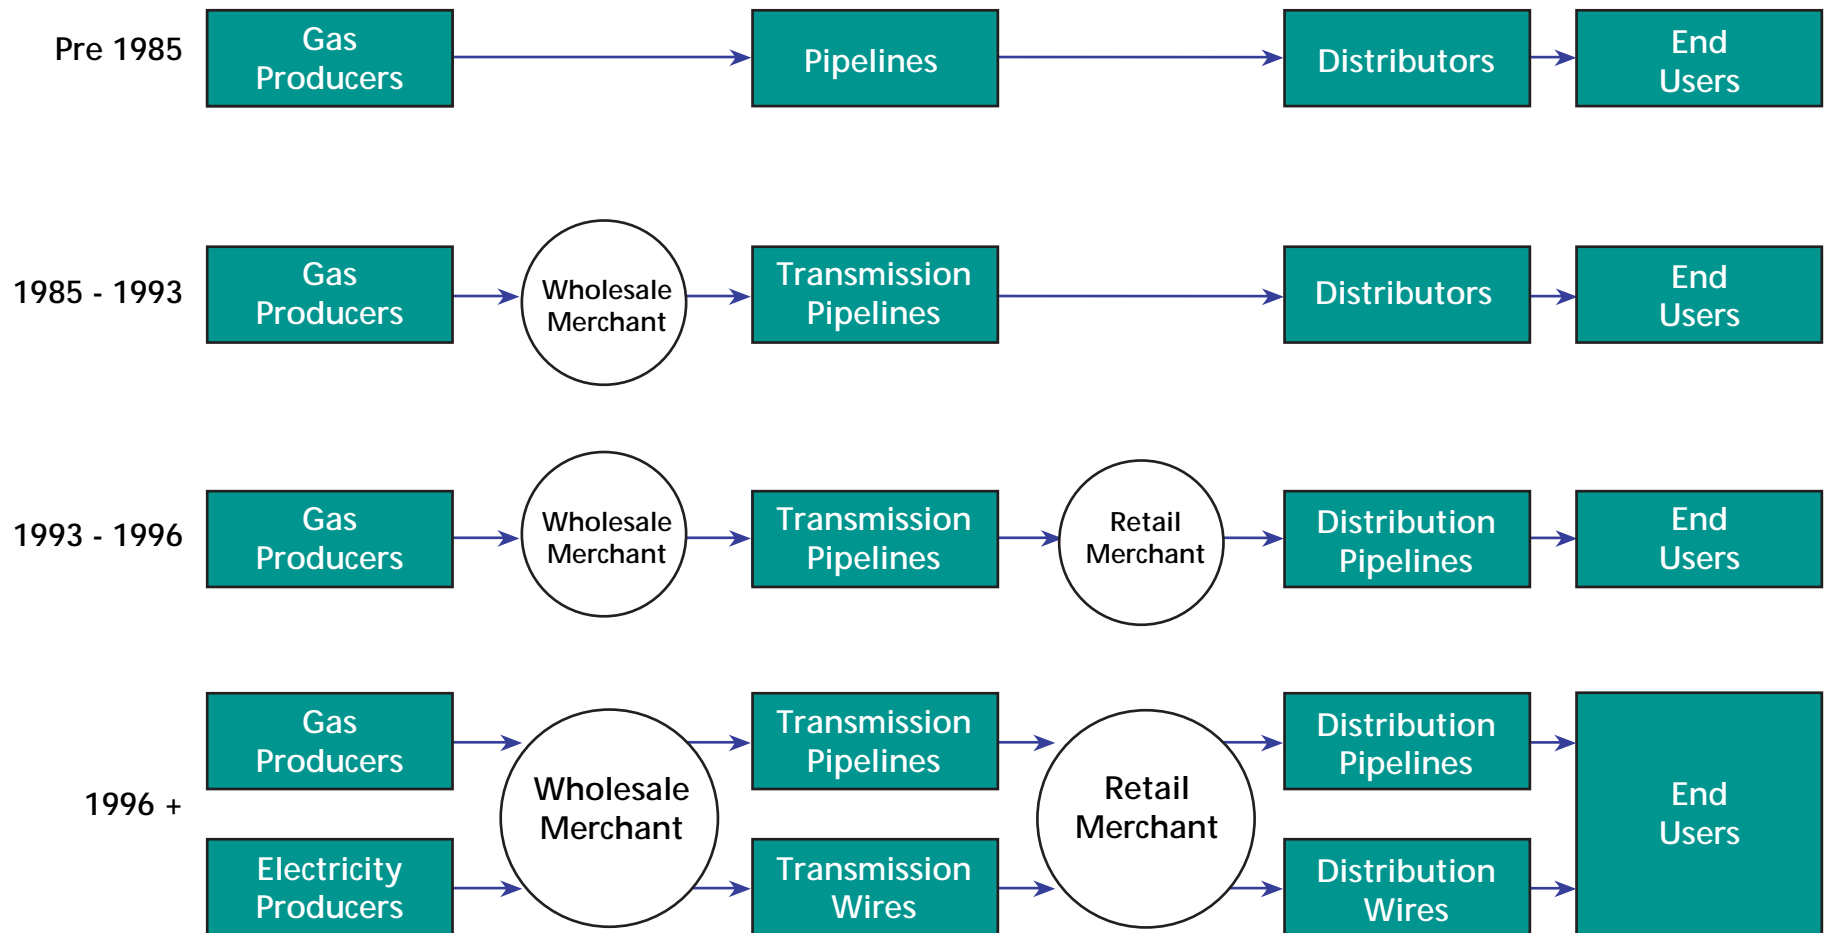 Pre 1985
Gas
Producers
Pipelines
Distributors
End
Users
1985 - 1993
Gas
Producers
Wholesale
Merchant
Transmission
Pipelines
Distributors
End
Users
1993 - 1996
Gas
Producers
Wholesale
Merchant
Transmission
Pipelines
Retail
Merchant
Distribution
Pipelines
End
Users
1996 +
Gas
Producers
Electricity
Producers
Wholesale
Merchant
Transmission
Pipelines
Transmission
Wires
Retail
Merchant
Distribution
Pipelines
Distribution
Wires
End
Users